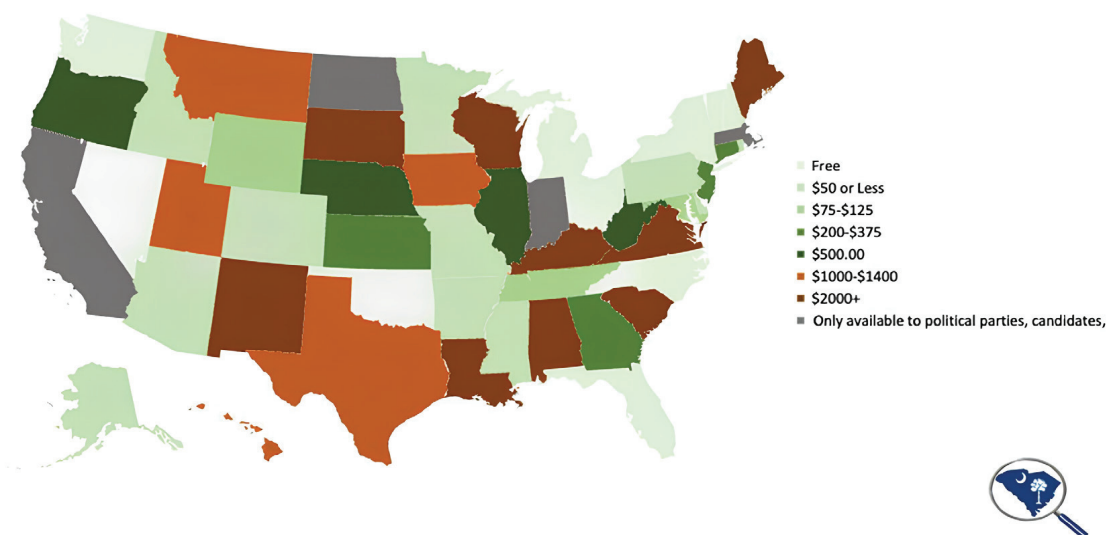 Free
$50 or Less
$75-$125
$200-$375
$500.00
$1000-$1400
$2000+
Only available to political parties, candidates,